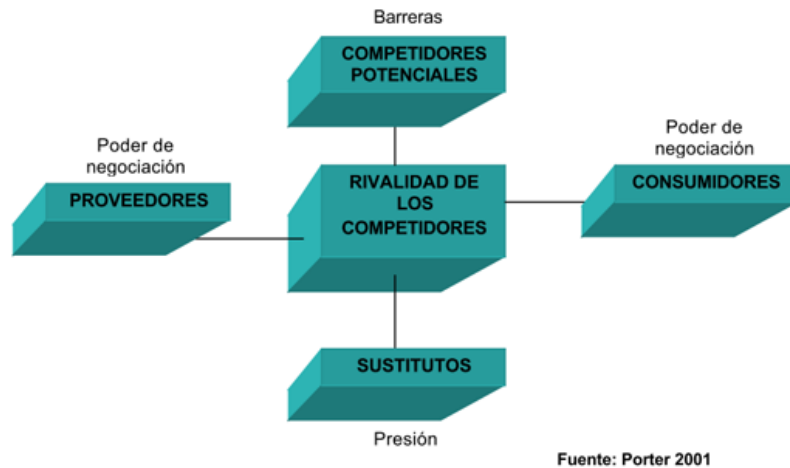 Barreras
COMPETIDORES
POTENCIALES
Poder de
negociación
PROVEEDORES
RIVALIDAD DE
LOS
COMPETIDORES
Poder de
negociación
CONSUMIDORES
SUSTITUTOS
Presión
Fuente: Porter 2001